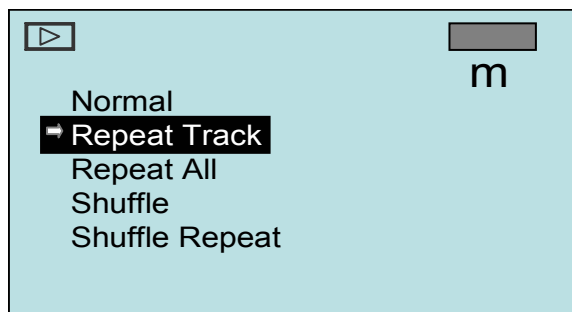 m
Normal
Repeat Track
Repeat All
Shuffle
Shuffle Repeat